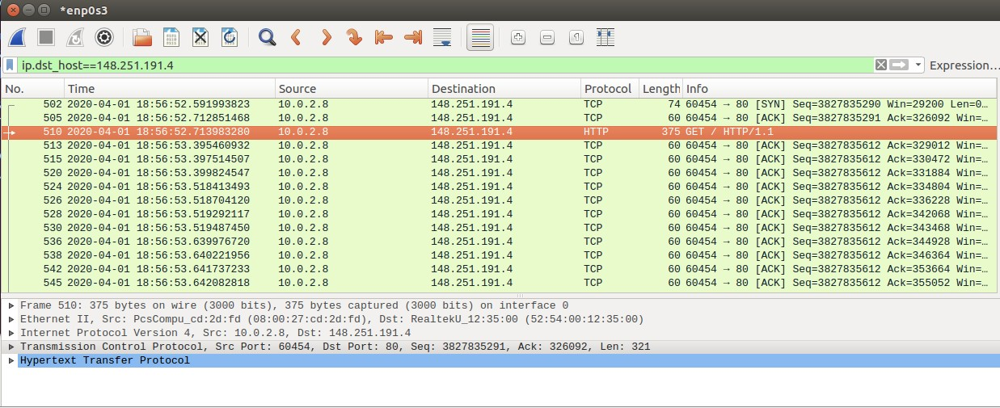 *enp0s3
ip.dst_host==148.251.191.4 Expression…
No. Time Source Destination Protocol Length Info
502 2020-04-01 18:56:52.591993823 10.0.2.8 148.251.191.4 TCP 74 60454 → 80 [SYN] Seq=3827835290 Win=29200 Len=0…
505 2020-04-01 18:56:52.712851468 10.0.2.8 148.251.191.4 TCP 60 60454 → 80 [ACK] Seq=3827835291 Ack=326092 Win=…
510 2020-04-01 18:56:52.713983280 10.0.2.8 148.251.191.4 HTTP 375 GET / HTTP/1.1
513 2020-04-01 18:56:53.395460932 10.0.2.8 148.251.191.4 TCP 60 60454 → 80 [ACK] Seq=3827835612 Ack=329012 Win=…
515 2020-04-01 18:56:53.397514507 10.0.2.8 148.251.191.4 TCP 60 60454 → 80 [ACK] Seq=3827835612 Ack=330472 Win=…
520 2020-04-01 18:56:53.399824547 10.0.2.8 148.251.191.4 TCP 60 60454 → 80 [ACK] Seq=3827835612 Ack=331884 Win=…
524 2020-04-01 18:56:53.518413493 10.0.2.8 148.251.191.4 TCP 60 60454 → 80 [ACK] Seq=3827835612 Ack=334804 Win=…
526 2020-04-01 18:56:53.518704120 10.0.2.8 148.251.191.4 TCP 60 60454 → 80 [ACK] Seq=3827835612 Ack=336228 Win=…
528 2020-04-01 18:56:53.519292117 10.0.2.8 148.251.191.4 TCP 60 60454 → 80 [ACK] Seq=3827835612 Ack=342068 Win=…
530 2020-04-01 18:56:53.519487450 10.0.2.8 148.251.191.4 TCP 60 60454 → 80 [ACK] Seq=3827835612 Ack=343468 Win=…
536 2020-04-01 18:56:53.639976720 10.0.2.8 148.251.191.4 TCP 60 60454 → 80 [ACK] Seq=3827835612 Ack=344928 Win=…
538 2020-04-01 18:56:53.640221956 10.0.2.8 148.251.191.4 TCP 60 60454 → 80 [ACK] Seq=3827835612 Ack=346364 Win=…
542 2020-04-01 18:56:53.641737233 10.0.2.8 148.251.191.4 TCP 60 60454 → 80 [ACK] Seq=3827835612 Ack=353664 Win=…
545 2020-04-01 18:56:53.642082818 10.0.2.8 148.251.191.4 TCP 60 60454 → 80 [ACK] Seq=3827835612 Ack=355052 Win=…
Frame 510: 375 bytes on wire (3000 bits), 375 bytes captured (3000 bits) on interface 0
Ethernet II, Src: PcsCompu_cd:2d:fd (08:00:27:cd:2d:fd), Dst: RealtekU_12:35:00 (52:54:00:12:35:00)
Internet Protocol Version 4, Src: 10.0.2.8, Dst: 148.251.191.4
Transmission Control Protocol, Src Port: 60454, Dst Port: 80, Seq: 3827835291, Ack: 326092, Len: 321
Hypertext Transfer Protocol